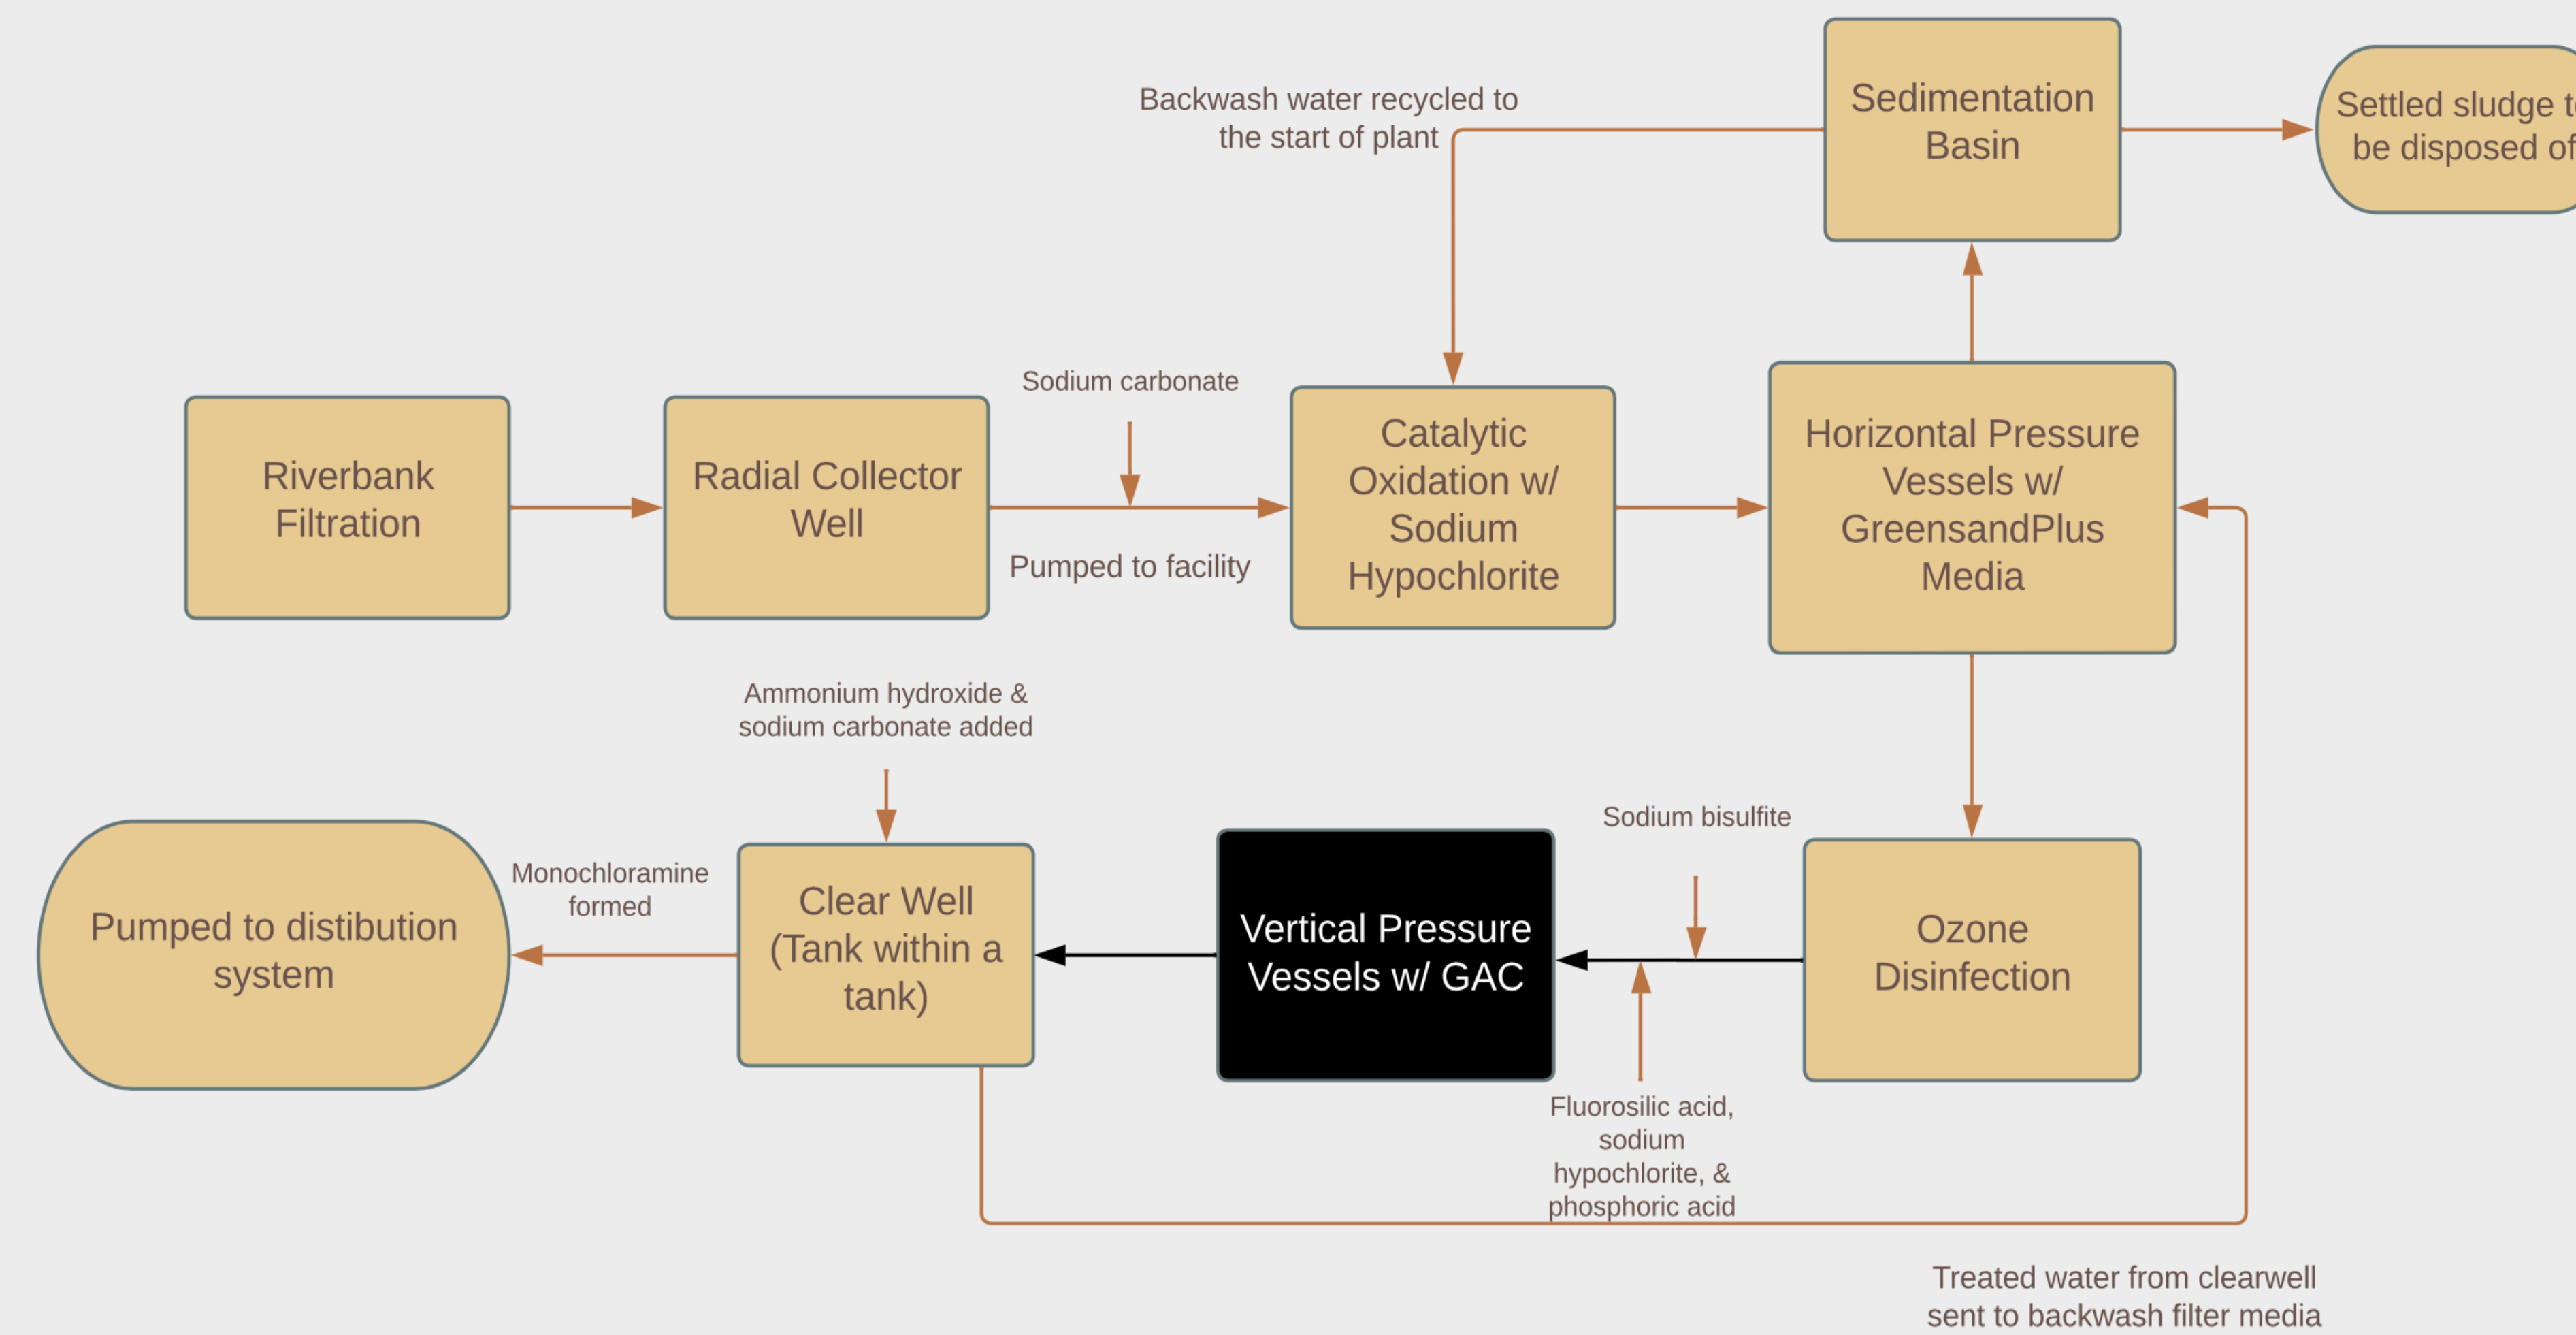 Backwash water recycled to
the start of plant
Sedimentation
Basin
Settled sludge
be disposed of
Riverbank
Filtration
Radial Collector
Well
Sodium carbonate
Pumped to facility
Catalytic
Oxidation w/
Sodium
Hypochlorite
Horizontal Pressure
Vessels w/
GreensandPlus
Media
Ammonium hydroxide &
sodium carbonate added
Pumped to distibution
system
Monochloramine
formed
Clear Well
(Tank within a
tank)
Vertical Pressure
Vessels w/ GAC
Sodium bisulfite
Fluorosilic acid,
sodium
hypochlorite, &
phosphoric acid
Ozone
Disinfection
Treated water from clearwell
sent to backwash filter media